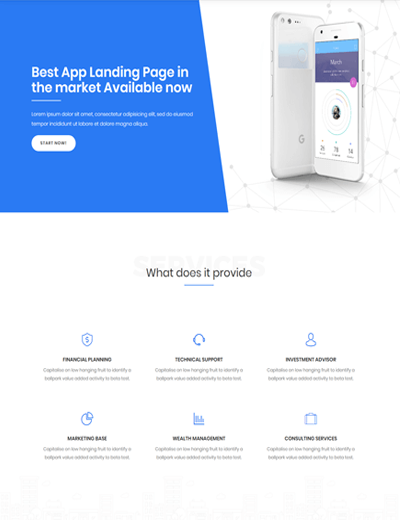 Best App Landing Page in
the market Available now
Lorem ipsum dolor sit amet, consectetur adipisicing elit, sed do eiusmod
tempor incididunt ut labore et dolore magna aliqua.
START NOW!
March
G
SERVICES
What does it provide
FINANCIAL PLANNING
Capitalise on low hanging fruit to identify a
ballpark value added activity to beta test.
TECHNICAL SUPPORT
Capitalise on low hanging fruit to identify a
ballpark value added activity to beta test.
INVESTMENT ADVISOR
Capitalise on low hanging fruit to identify a
ballpark value added activity to beta test.
MARKETING BASE
Capitalise on low hanging fruit to identify a
ballpark value added activity to beta test.
WEALTH MANAGEMENT
Capitalise on low hanging fruit to identify a
ballpark value added activity to beta test.
CONSULTING SERVICES
Capitalise on low hanging fruit to identify a
ballpark value added activity to beta test.